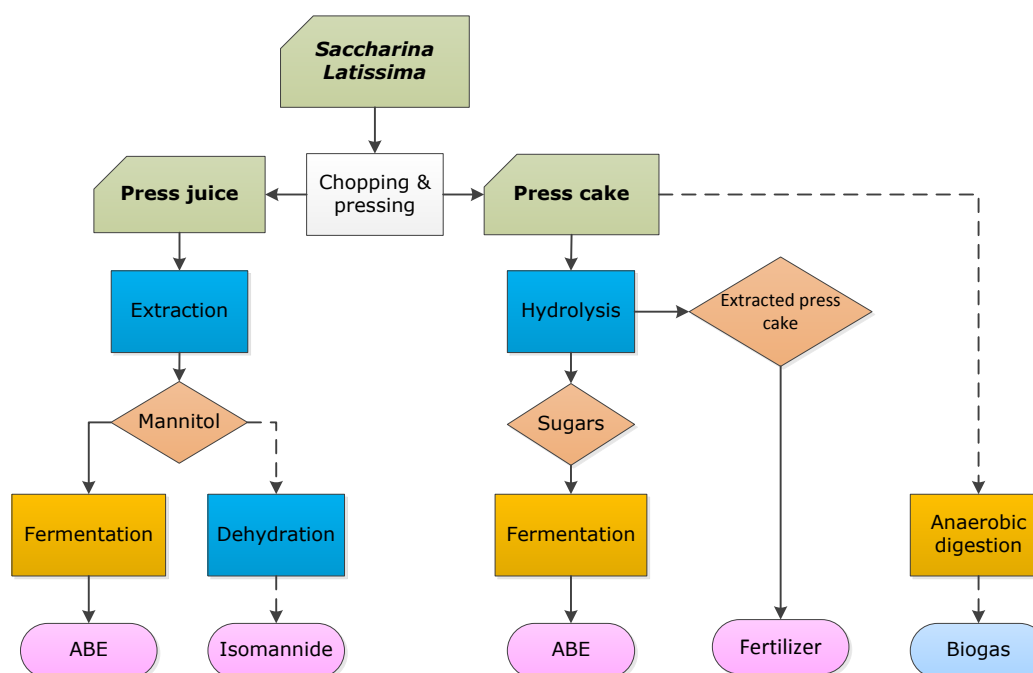 Saccharina
Latissima
Press juice
Chopping &
pressing
Press cake
Extraction
Hydrolysis
Extracted press
cake
Mannitol
Sugars
Fermentation
Dehydration
Fermentation
Anaerobic
digestion
ABE
Isomannide
ABE
Fertilizer
Biogas